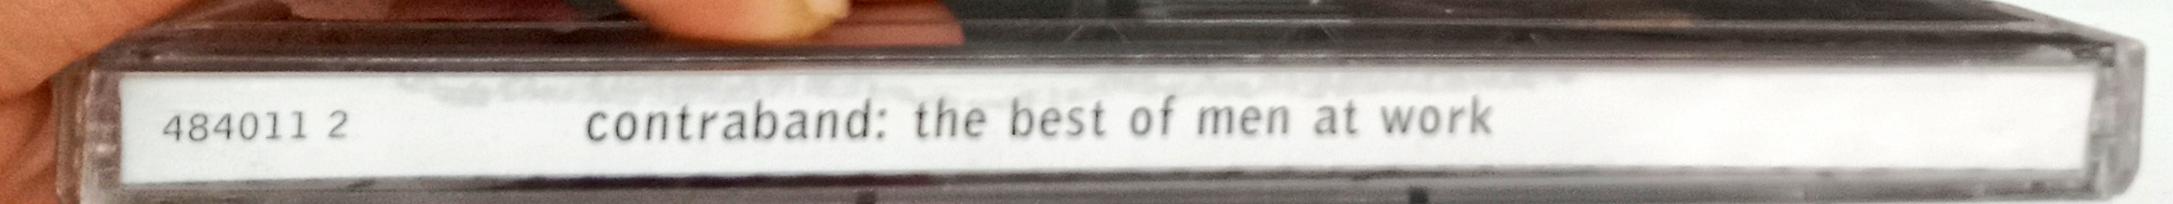 484011 2 contraband: the best of men at work